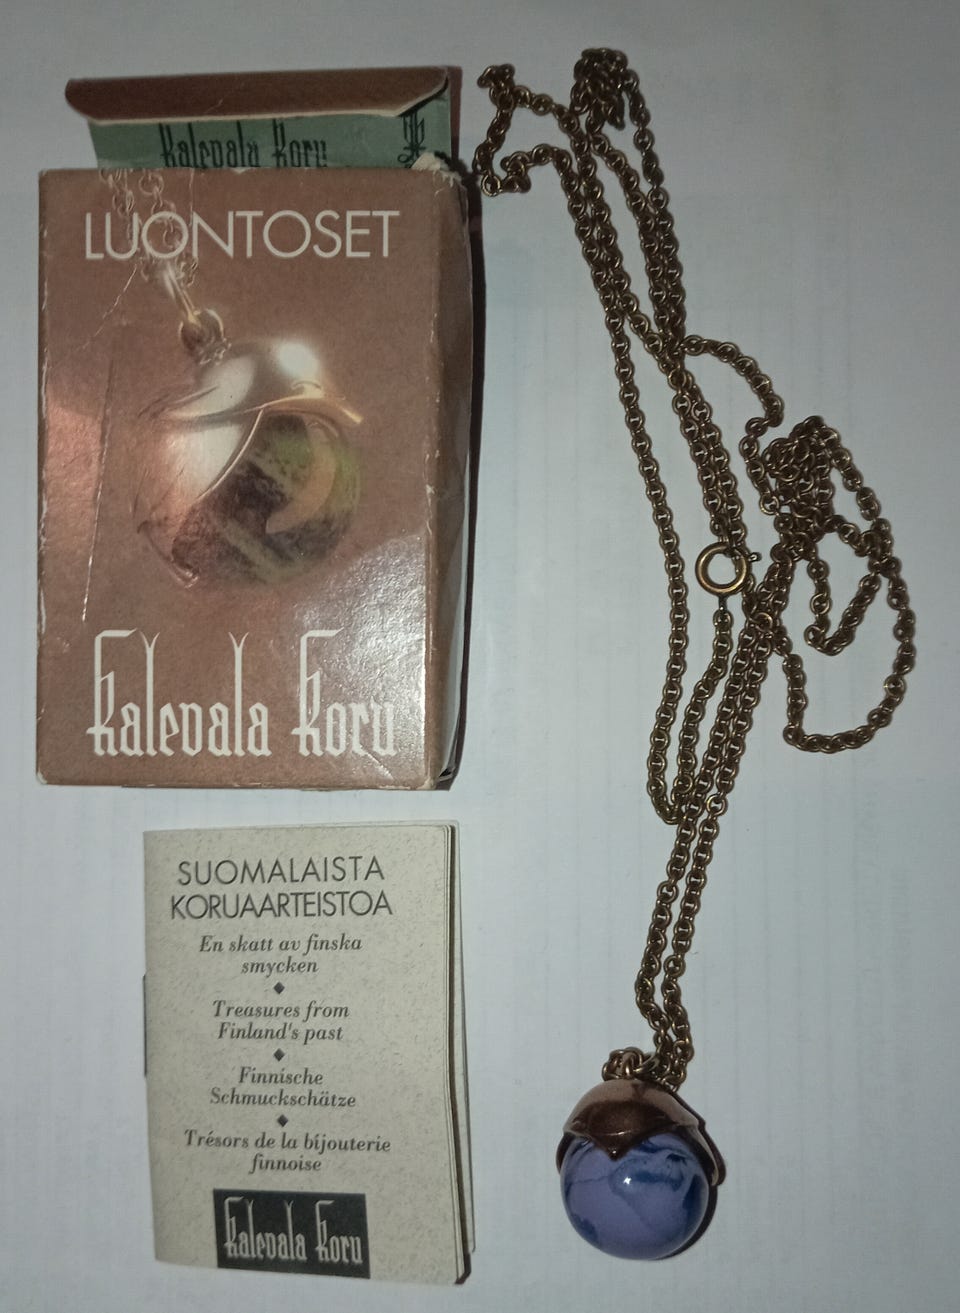 Kalevala Koru
LUONTOSET
Kalevala Koru
SUOMALAISTA
KORUAARTEISTOA
En skatt av finska
smycken
Treasures from
Finland's past
Finnische
Schmuckschätze
Trésors de la bijouterie
finnoise
Kalevala Koru